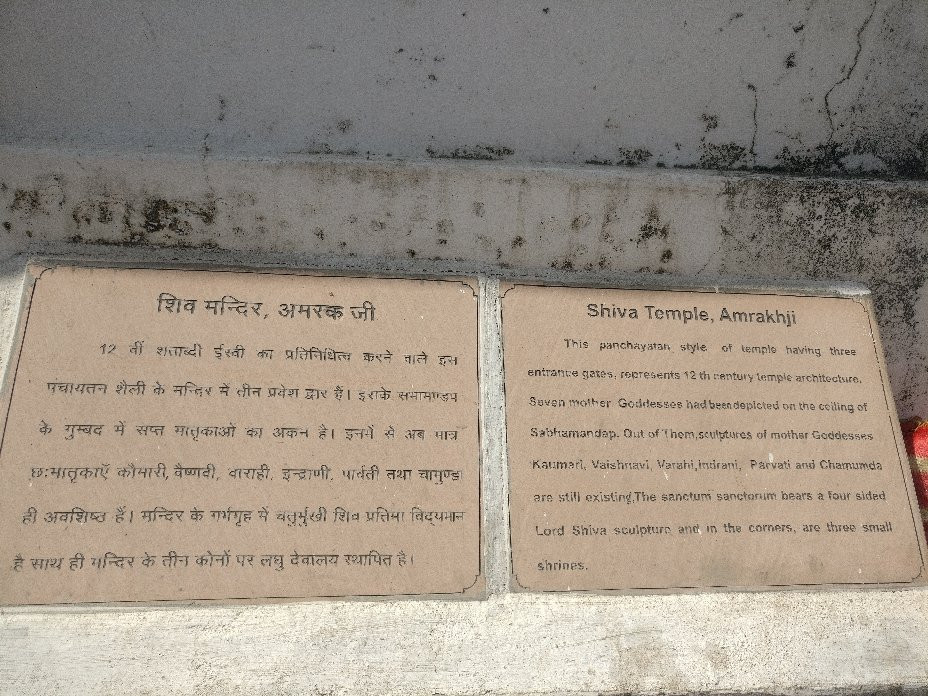 शिव मन्दिर, अमरक जी
12 वीं शताब्दी ईस्वी का प्रतिनिधित्व करने वाले इस
पंचायतन शैली के मन्दिर में तीन प्रवेश द्वार हैं। इसके सभामण्डप
के गुम्बद में सप्त मातृकाओं का अंकन है। इनमें से अब मात्र
छ:मातृकाएँ कौमारी, वैष्णवी, वाराही, इन्द्राणी, पार्वती तथा चामुण्डा
ही अवशिष्ठ हैं। मन्दिर के गर्भगृह में चतुर्मुखी शिव प्रतिमा विद्यमान
है साथ ही मन्दिर के तीन कोनों पर लघु देवालय स्थापित है।
Shiva Temple, Amrakhji
This panchayatan style of temple having three
entrance gates, represents 12 th century temple architecture.
Seven mother Goddesses had been depicted on the ceiling of
Sabhamandap. Out of Them,sculptures of mother Goddesses
Kaumari, Vaishnavi, Varahi,Indrani, Parvati and Chamumda
are still existing.The sanctum sanctorum bears a four sided
Lord Shiva sculpture and in the corners, are three small
shrines.